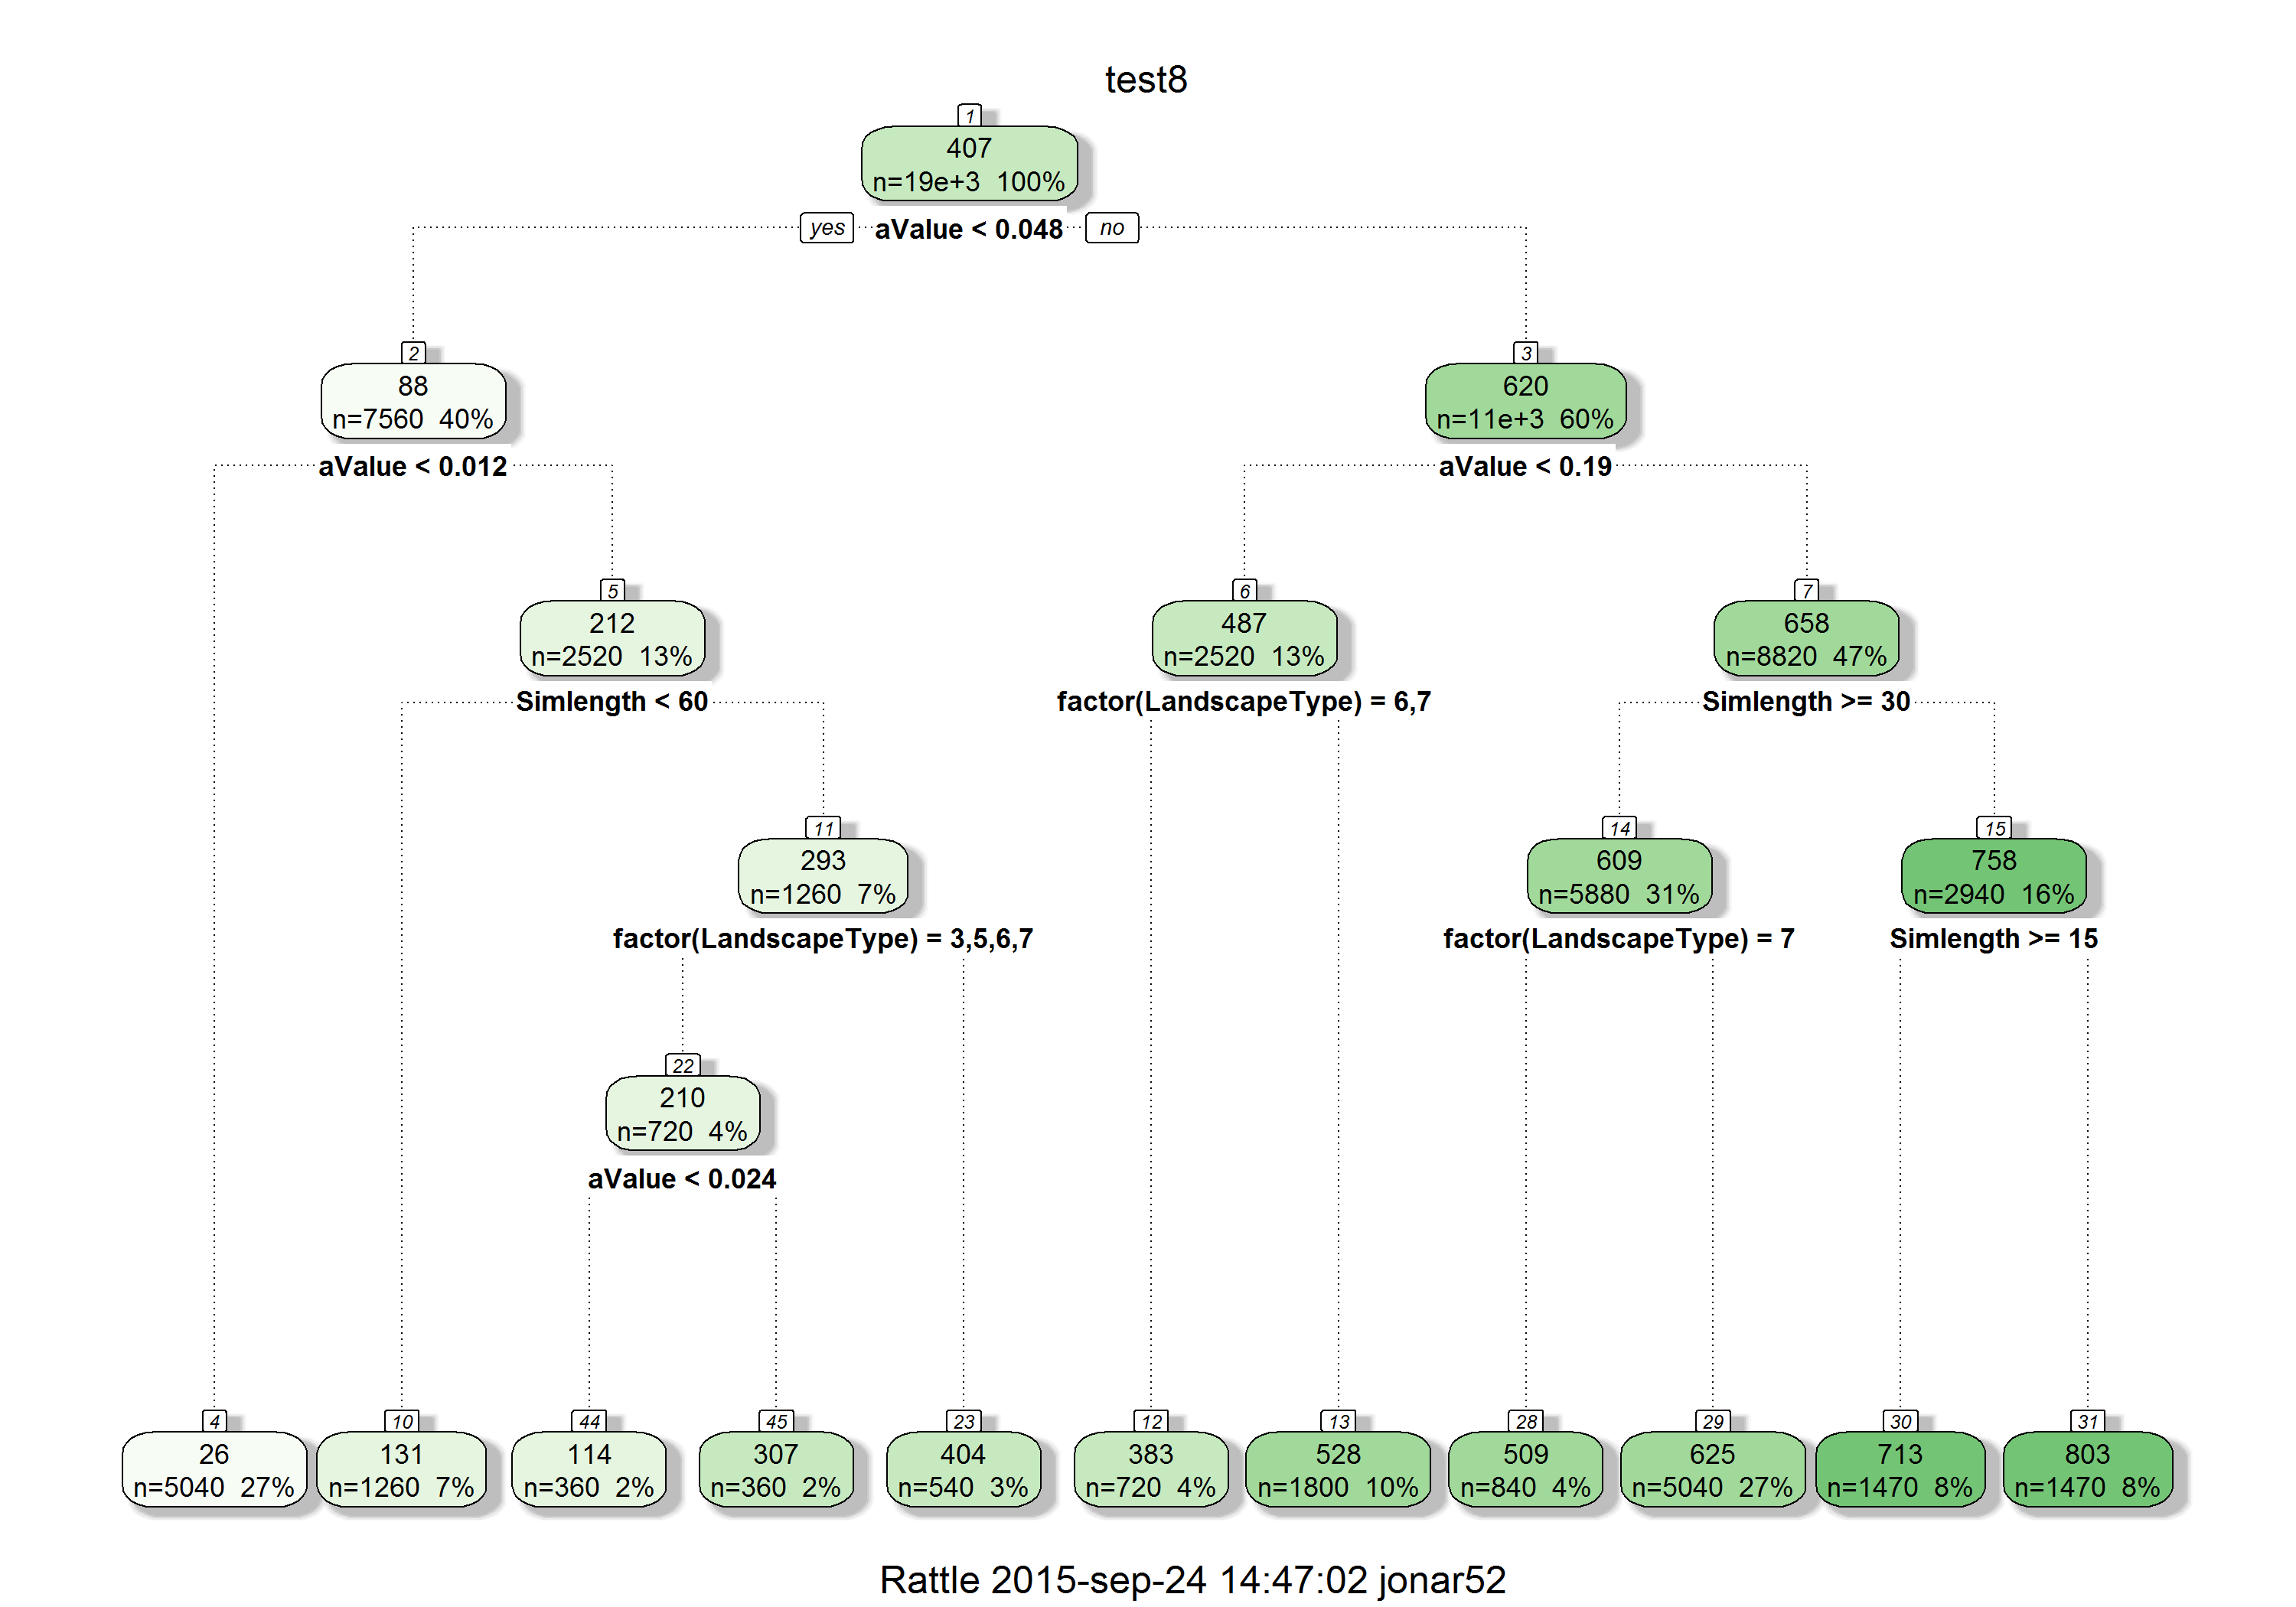 test8
1
407
n=19e+3 100%
yes aValue < 0.048 no
2
88
n=7560 40%
3
620
n=11e+3 60%
aValue < 0.012
aValue < 0.19
5
212
n=2520 13%
6
487
n=2520 13%
7
658
n=8820 47%
Simlength < 60
factor(LandscapeType) = 6,7
Simlength >= 30
11
293
n=1260 7%
14
609
n=5880 31%
15
758
n=2940 16%
factor(LandscapeType) = 3,5,6,7
factor(LandscapeType) = 7
Simlength >= 15
22
210
n=720 4%
aValue < 0.024
4
26
n=5040 27%
10
131
n=1260 7%
44
114
n=360 2%
45
307
n=360 2%
23
404
n=540 3%
12
383
n=720 4%
13
528
n=1800 10%
28
509
n=840 4%
29
625
n=5040 27%
30
713
n=1470 8%
31
803
n=1470 8%
Rattle 2015-sep-24 14:47:02 jonar52